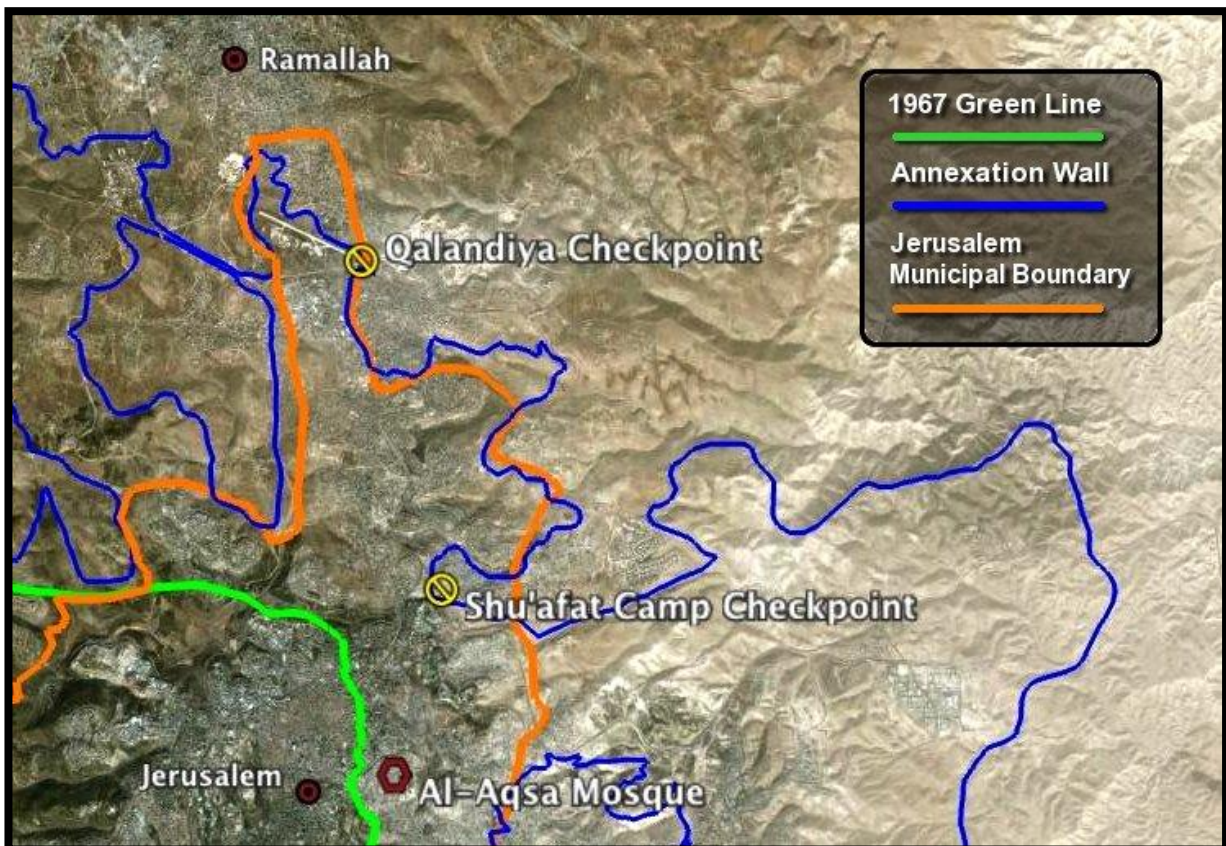 Ramallah
1967 Green Line
Annexation Wall
Jerusalem
Municipal Boundary
Qalandiya Checkpoint
Shu'afat Camp Checkpoint
Jerusalem
Al-Aqsa Mosque